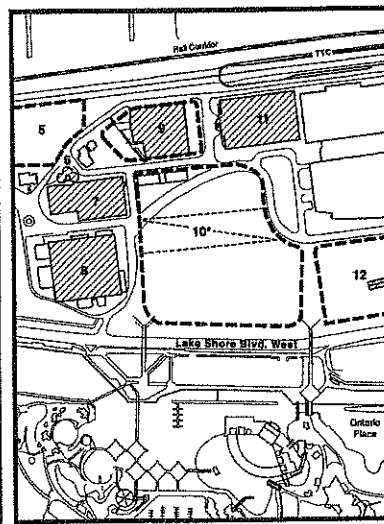 Rail Corridor
TTC
5
9
11
6
7
10*
8
12
Lake Shore Blvd. West
Ontario
Place